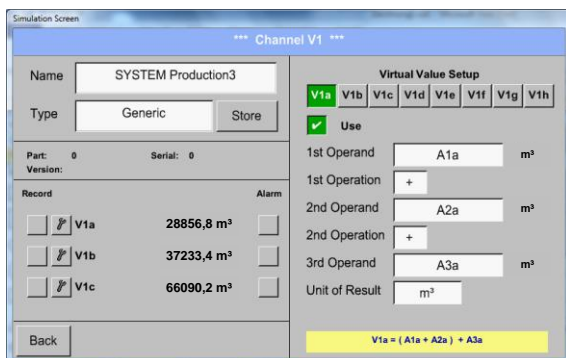 Simulation Screen
*** Channel V1 ***
Name SYSTEM Production3
Type Generic Store
Part: 0 Serial: 0
Version:
Record Alarm
V1a 28856,8 m³
V1b 37233,4 m³
V1c 66090,2 m³
Back
Virtual Value Setup
V1a V1b V1c V1d V1e V1f V1g V1h
Use
1st Operand A1a m³
1st Operation +
2nd Operand A2a m³
2nd Operation +
3rd Operand A3a m³
Unit of Result m³
V1a = ( A1a + A2a ) + A3a